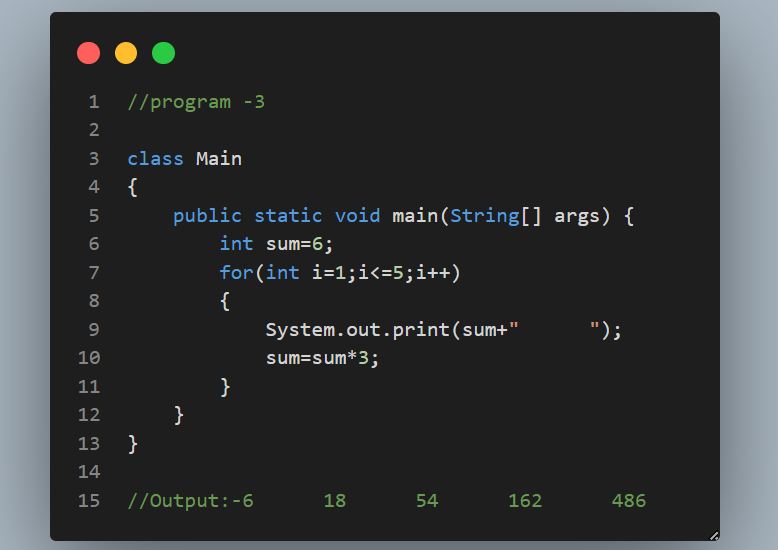 1 //program -3
2
3 class Main
4 {
5     public static void main(String[] args) {
6         int sum=6;
7         for(int i=1;i<=5;i++)
8         {
9             System.out.print(sum+"      ");
10             sum=sum*3;
11         }
12     }
13 }
14
15 //Output:-6      18      54      162      486